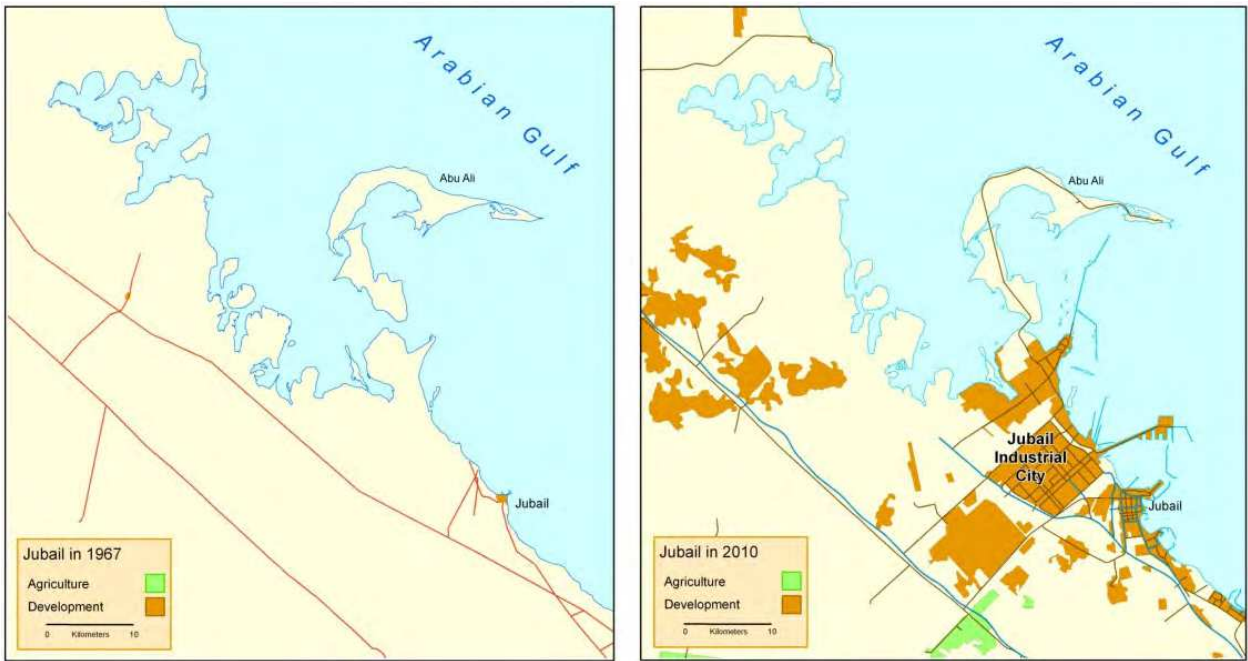 Arabian Gulf
Abu Ali
Jubail
Jubail in 1967
Agriculture
Development
0 Kilometers 10
Arabian Gulf
Abu Ali
Jubail
Industrial
City
Jubail
Jubail in 2010
Agriculture
Development
0 Kilometers 10